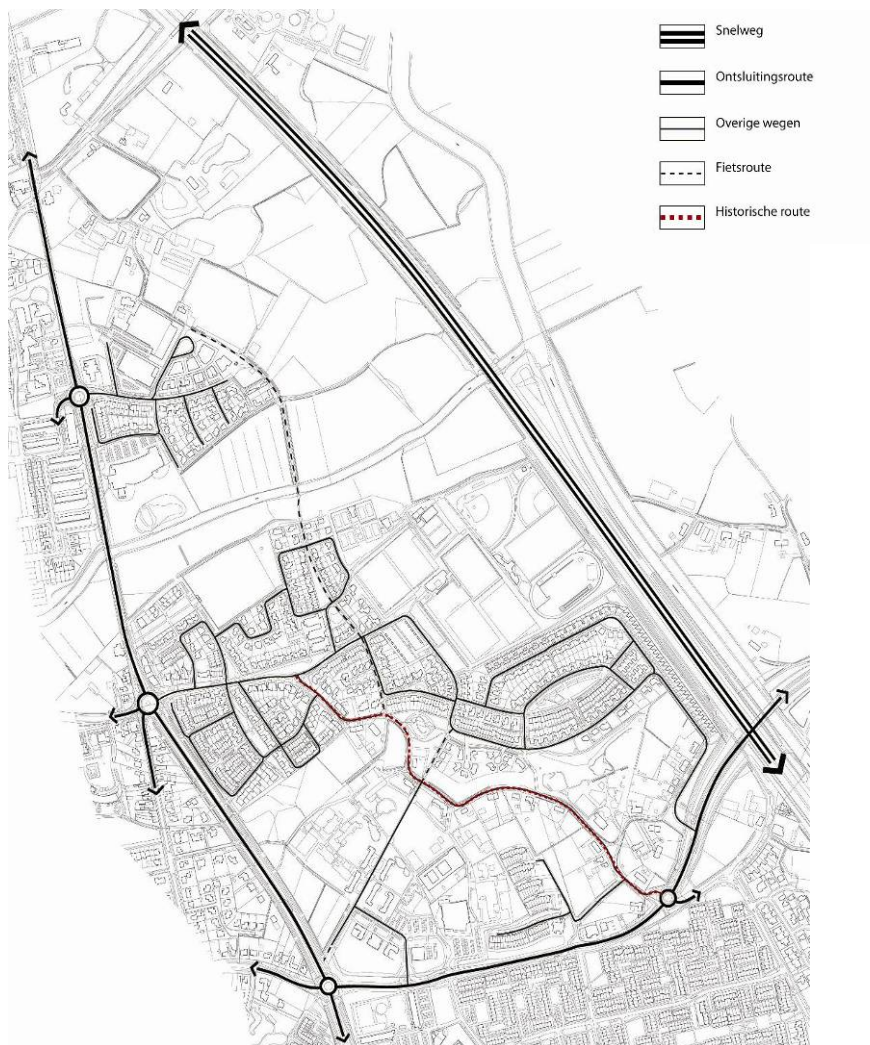 Snelweg
Ontsluitingsroute
Overige wegen
Fietsroute
Historische route